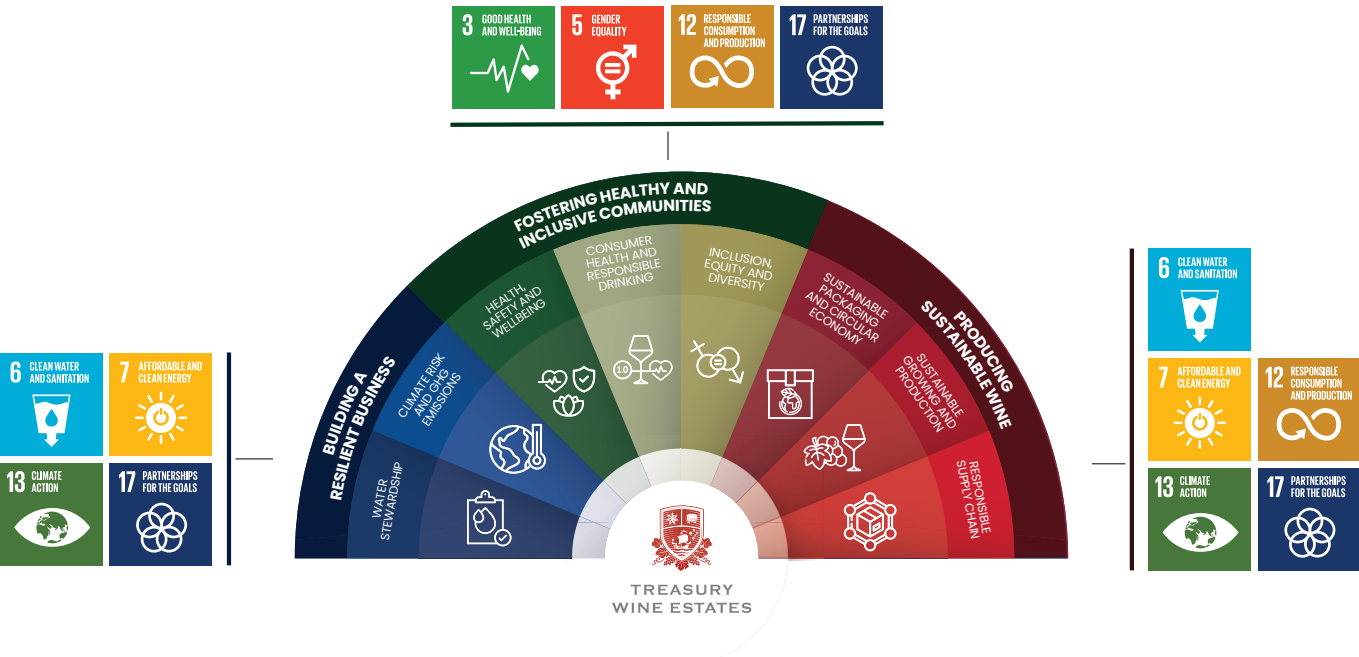 3 GOOD HEALTH
AND WELL-BEING
5 GENDER
EQUALITY
12 RESPONSIBLE
CONSUMPTION
AND PRODUCTION
17 PARTNERSHIPS
FOR THE GOALS
FOSTERING HEALTHY AND
INCLUSIVE COMMUNITIES
HEALTH,
SAFETY AND
WELLBEING
CONSUMER
HEALTH AND
RESPONSIBLE
DRINKING
1.0
INCLUSION,
EQUITY AND
DIVERSITY
BUILDING A
RESILIENT BUSINESS
WATER
STEWARDSHIP
CLIMATE RISK
AND GHG
EMISSIONS
PRODUCING
SUSTAINABLE WINE
SUSTAINABLE
PACKAGING
AND CIRCULAR
ECONOMY
SUSTAINABLE
GROWING AND
PRODUCTION
RESPONSIBLE
SUPPLY CHAIN
6 CLEAN WATER
AND SANITATION
7 AFFORDABLE AND
CLEAN ENERGY
13 CLIMATE
ACTION
17 PARTNERSHIPS
FOR THE GOALS
6 CLEAN WATER
AND SANITATION
7 AFFORDABLE AND
CLEAN ENERGY
12 RESPONSIBLE
CONSUMPTION
AND PRODUCTION
13 CLIMATE
ACTION
17 PARTNERSHIPS
FOR THE GOALS
TREASURY
WINE ESTATES